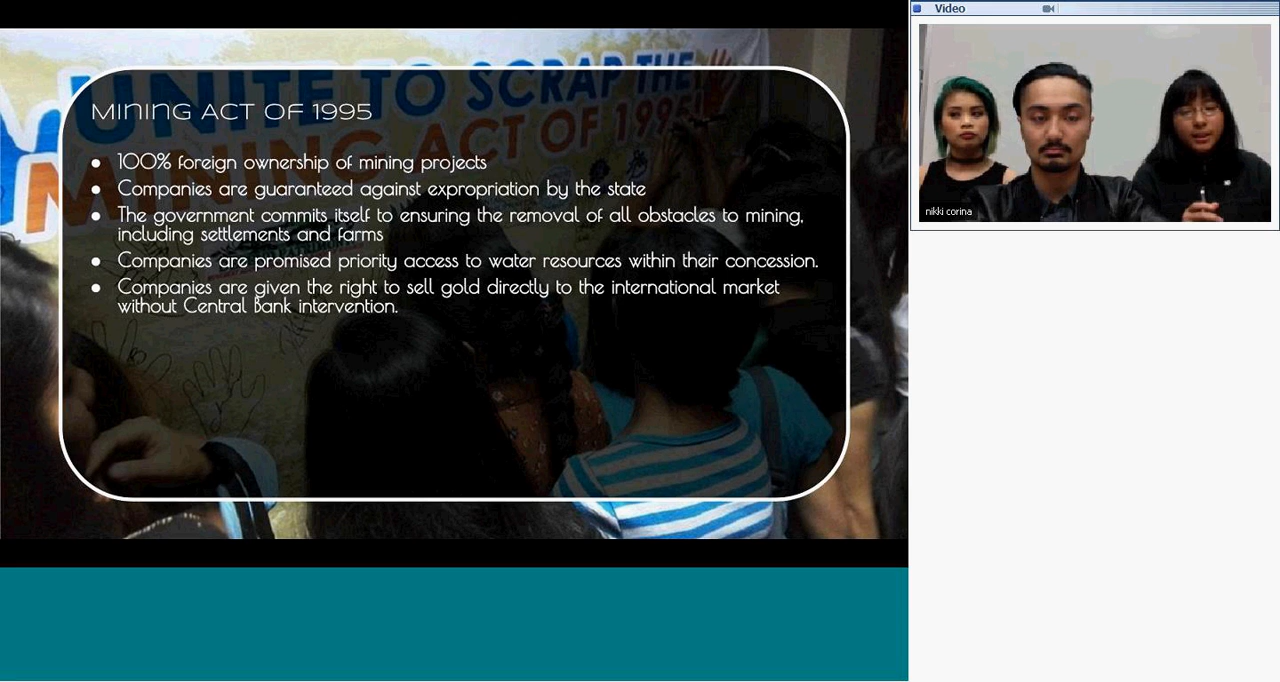 UNITE TO SCRAP THE
MINING ACT OF 1995!
MINING ACT OF 1995
● 100% foreign ownership of mining projects
● Companies are guaranteed against expropriation by the state
● The government commits itself to ensuring the removal of all obstacles to mining,
including settlements and farms
● Companies are promised priority access to water resources within their concession.
● Companies are given the right to sell gold directly to the international market
without Central Bank intervention.
Video
nikki corina